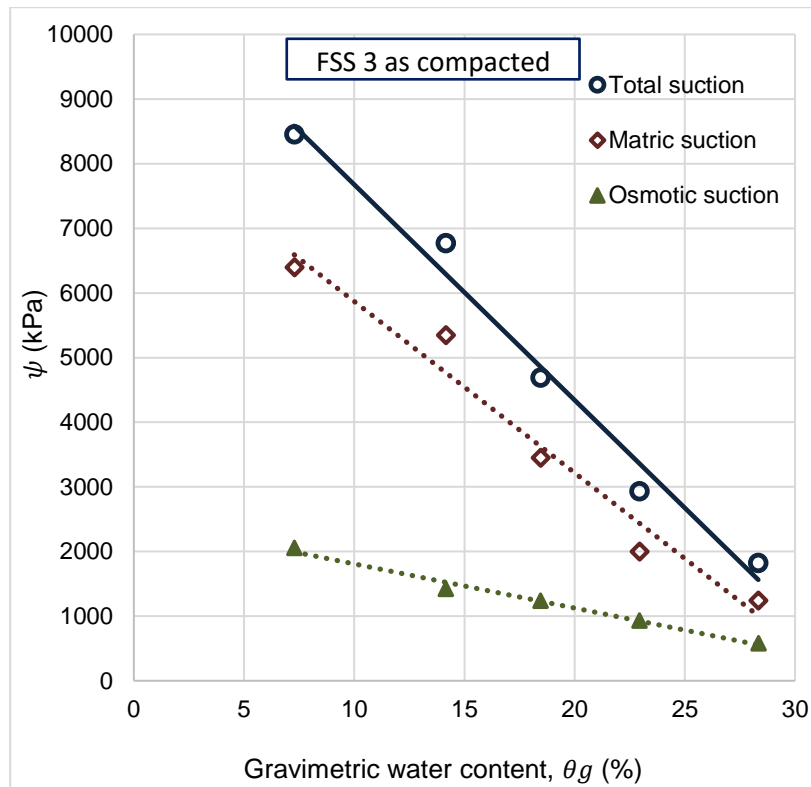 FSS 3 as compacted
Total suction
Matric suction
Osmotic suction
10000
9000
8000
7000
6000
5000
4000
3000
2000
1000
0
ψ (kPa)
0 5 10 15 20 25 30
Gravimetric water content, θg (%)